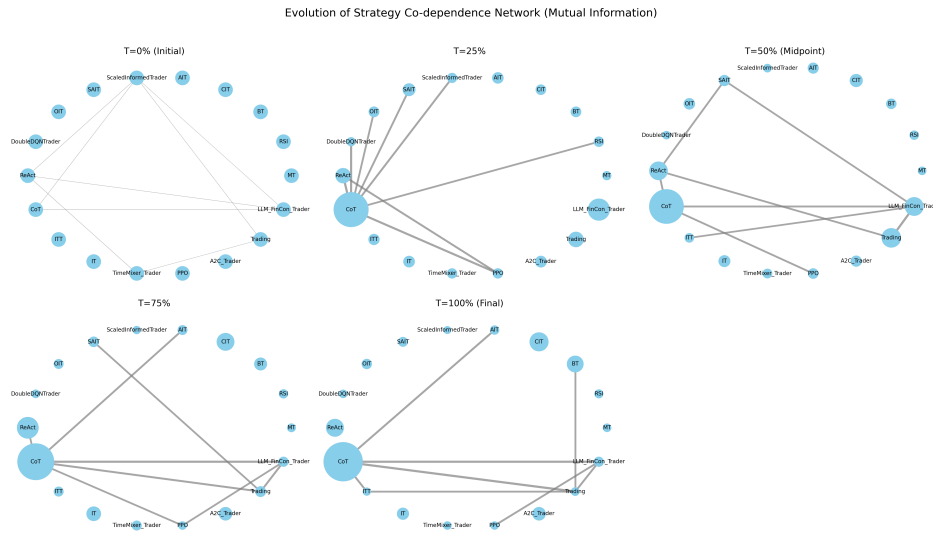 Evolution of Strategy Co-dependence Network (Mutual Information)
T=0% (Initial)
ScaledInformedTrader
AIT
SAIT
CIT
OIT
BT
DoubleDQNTrader
RSI
ReAct
MT
CoT
LLM_FinCon_Trader
ITT
Trading
IT
A2C_Trader
TimeMixer_Trader
PPO
T=25%
ScaledInformedTrader
AIT
SAIT
CIT
OIT
BT
DoubleDQNTrader
RSI
ReAct
MT
CoT
LLM_FinCon_Trader
ITT
Trading
IT
A2C_Trader
TimeMixer_Trader
PPO
T=50% (Midpoint)
ScaledInformedTrader
AIT
SAIT
CIT
OIT
BT
DoubleDQNTrader
RSI
ReAct
MT
CoT
LLM_FinCon_Trad
ITT
Trading
IT
A2C_Trader
TimeMixer_Trader
PPO
T=75%
ScaledInformedTrader
AIT
SAIT
CIT
OIT
BT
DoubleDQNTrader
RSI
ReAct
MT
CoT
LLM_FinCon_Trader
ITT
Trading
IT
A2C_Trader
TimeMixer_Trader
PPO
T=100% (Final)
ScaledInformedTrader
AIT
SAIT
CIT
OIT
BT
DoubleDQNTrader
RSI
ReAct
MT
CoT
LLM_FinCon_Trader
ITT
Trading
IT
A2C_Trader
TimeMixer_Trader
PPO